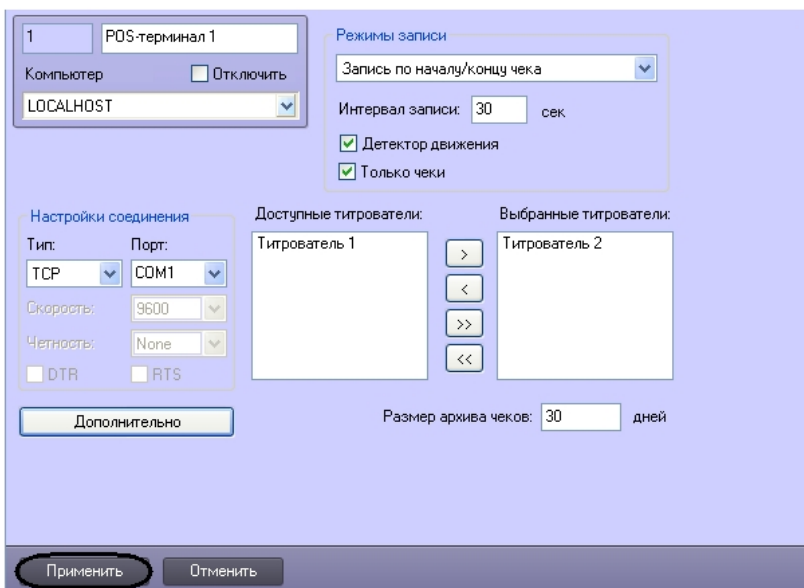 1 POS-терминал 1
Компьютер Отключить
LOCALHOST
Режимы записи
Запись по началу/концу чека
Интервал записи: 30 сек
Детектор движения
Только чеки
Настройки соединения
Тип: Порт:
TCP COM1
Скорость: 9600
Четность: None
DTR RTS
Дополнительно
Доступные титрователи: Выбранные титрователи:
Титрователь 1 Титрователь 2
>
<
>>
<<
Размер архива чеков: 30 дней
Применить Отменить